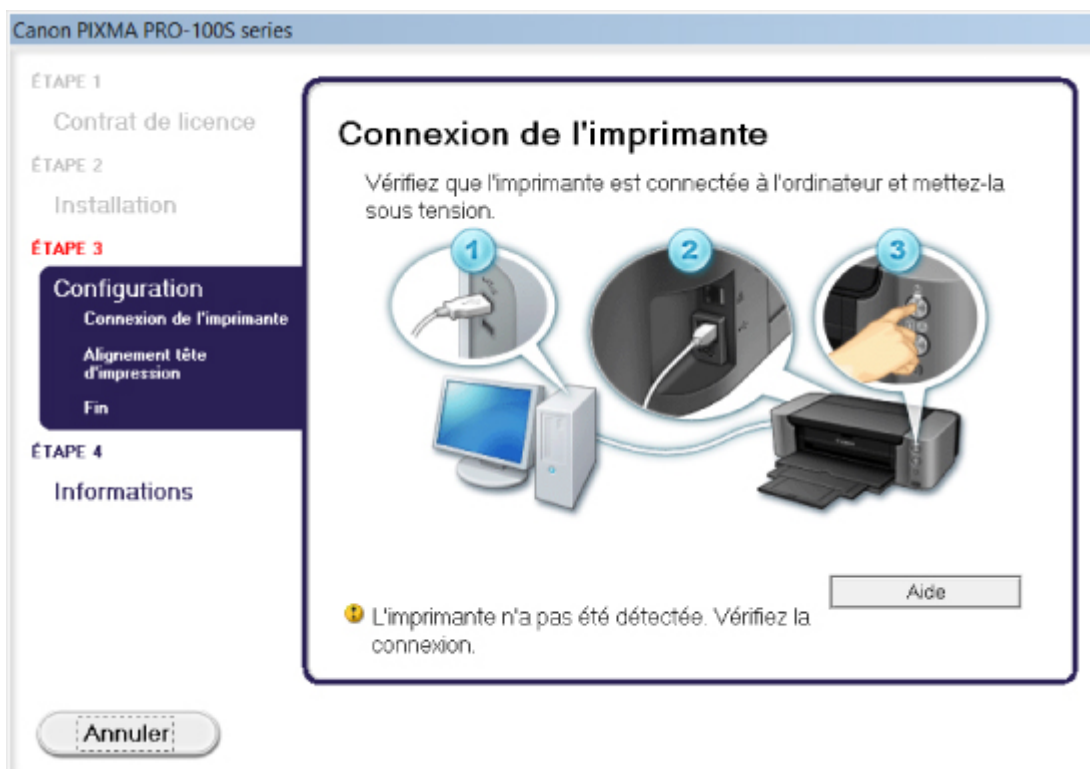 Canon PIXMA PRO-100S series
ÉTAPE 1
Contrat de licence
ÉTAPE 2
Installation
ÉTAPE 3
Configuration
Connexion de l'imprimante
Alignement tête
d'impression
Fin
ÉTAPE 4
Informations
Annuler
Connexion de l'imprimante
Vérifiez que l'imprimante est connectée à l'ordinateur et mettez-la
sous tension.
1
2
3
Aide
L'imprimante n'a pas été détectée. Vérifiez la
connexion.